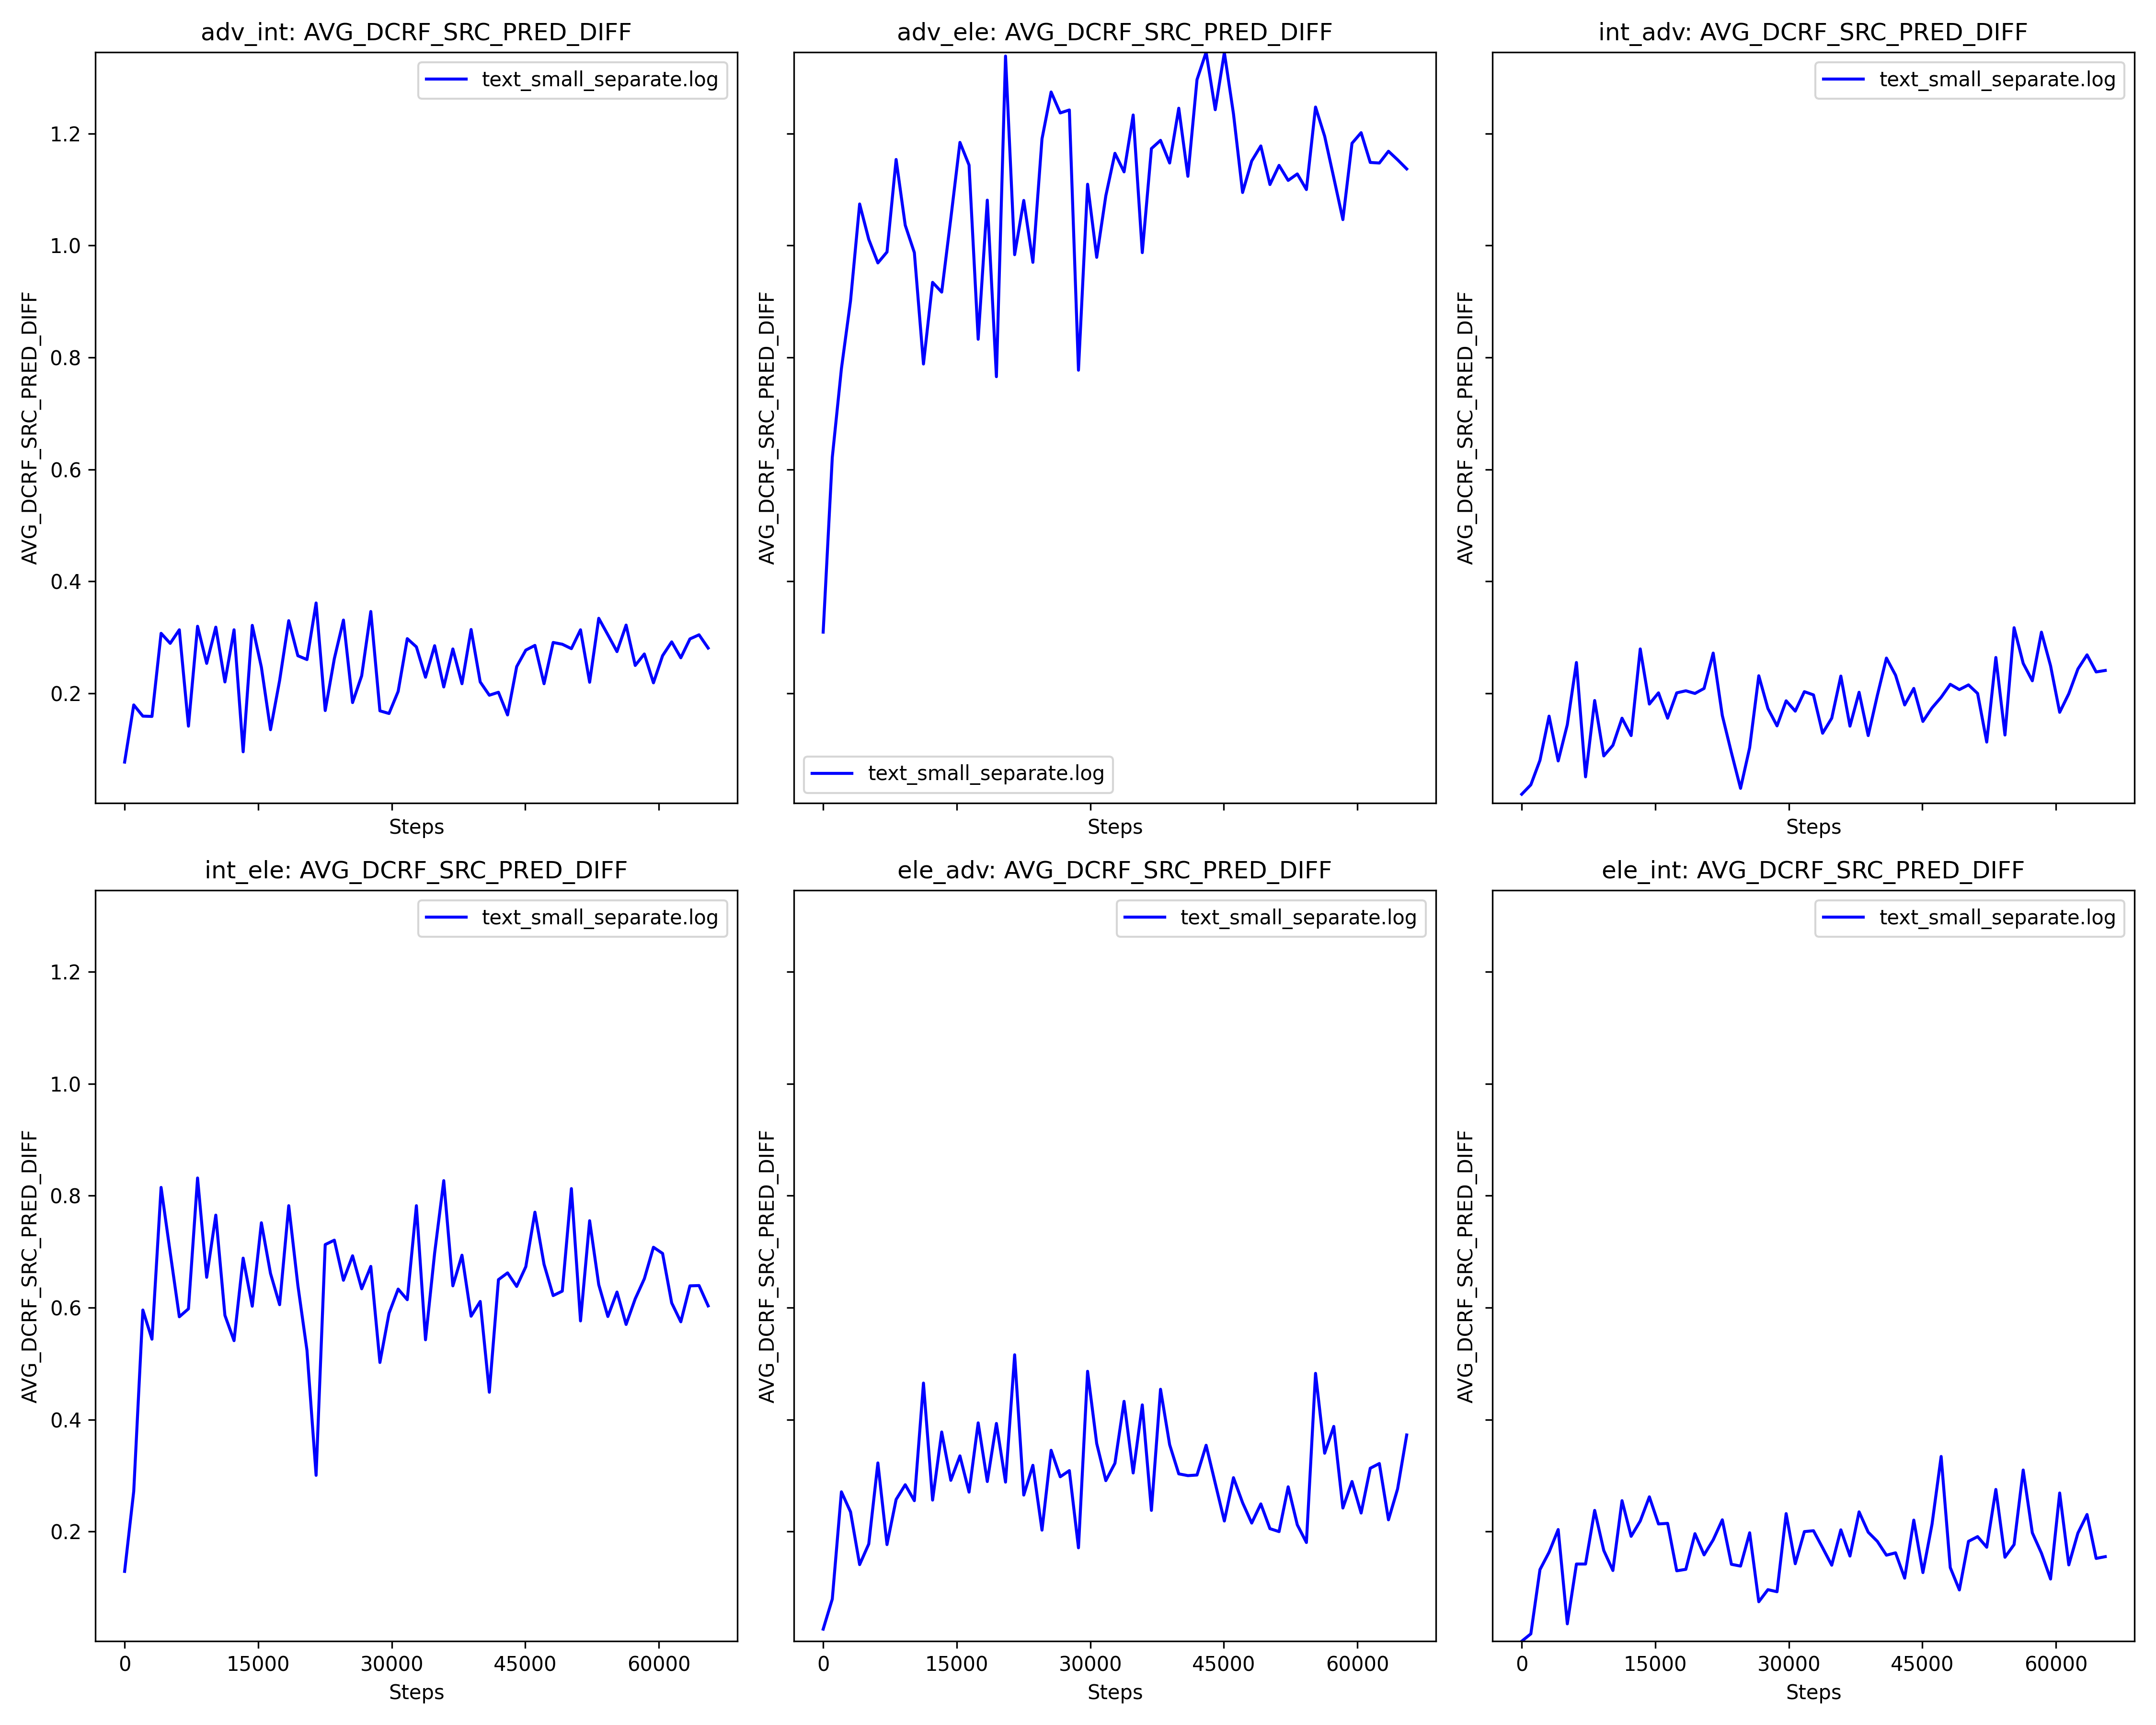 adv_int: AVG_DCRF_SRC_PRED_DIFF
adv_ele: AVG_DCRF_SRC_PRED_DIFF
int_adv: AVG_DCRF_SRC_PRED_DIFF
text_small_separate.log
text_small_separate.log
text_small_separate.log
AVG_DCRF_SRC_PRED_DIFF
AVG_DCRF_SRC_PRED_DIFF
AVG_DCRF_SRC_PRED_DIFF
1.2
1.0
0.8
0.6
0.4
0.2
Steps
Steps
Steps
int_ele: AVG_DCRF_SRC_PRED_DIFF
ele_adv: AVG_DCRF_SRC_PRED_DIFF
ele_int: AVG_DCRF_SRC_PRED_DIFF
text_small_separate.log
text_small_separate.log
text_small_separate.log
AVG_DCRF_SRC_PRED_DIFF
AVG_DCRF_SRC_PRED_DIFF
AVG_DCRF_SRC_PRED_DIFF
1.2
1.0
0.8
0.6
0.4
0.2
0 15000 30000 45000 60000
0 15000 30000 45000 60000
0 15000 30000 45000 60000
Steps
Steps
Steps